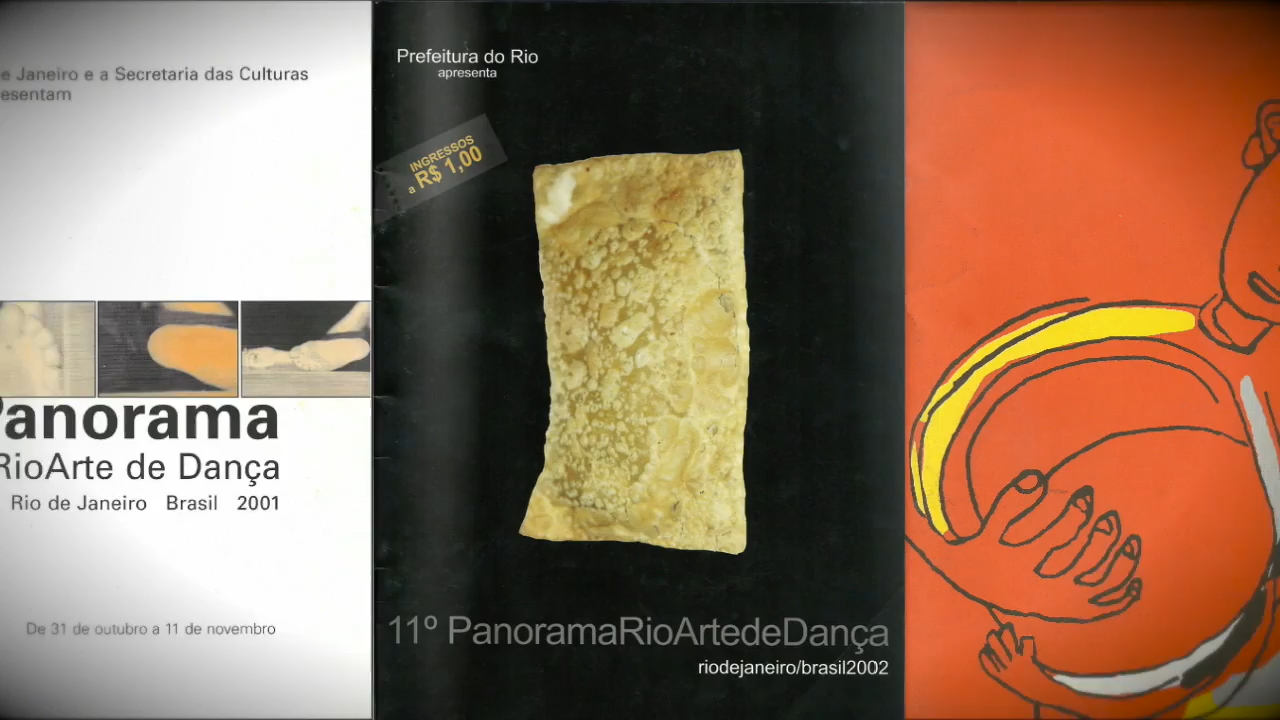 e Janeiro e a Secretaria das Culturas
esentam
Panorama
RioArte de Dança
Rio de Janeiro Brasil 2001
De 31 de outubro a 11 de novembro
Prefeitura do Rio
apresenta
INGRESSOS
a R$ 1,00
11º PanoramaRioArtedeDança
riodejaneiro/brasil2002